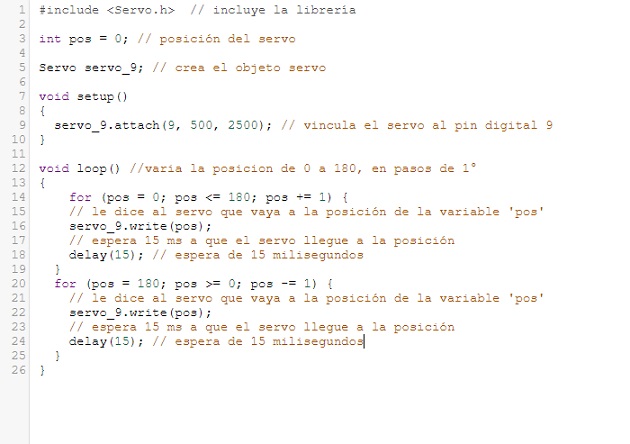 1 #include <Servo.h>  // incluye la librería
2
3 int pos = 0; // posición del servo
4
5 Servo servo_9; // crea el objeto servo
6
7 void setup()
8 {
9   servo_9.attach(9, 500, 2500); // vincula el servo al pin digital 9
10 }
11
12 void loop() //varia la posicion de 0 a 180, en pasos de 1°
13 {
14     for (pos = 0; pos <= 180; pos += 1) {
15     // le dice al servo que vaya a la posición de la variable 'pos'
16     servo_9.write(pos);
17     // espera 15 ms a que el servo llegue a la posición
18     delay(15); // espera de 15 milisegundos
19   }
20   for (pos = 180; pos >= 0; pos -= 1) {
21     // le dice al servo que vaya a la posición de la variable 'pos'
22     servo_9.write(pos);
23     // espera 15 ms a que el servo llegue a la posición
24     delay(15); // espera de 15 milisegundos
25   }
26 }